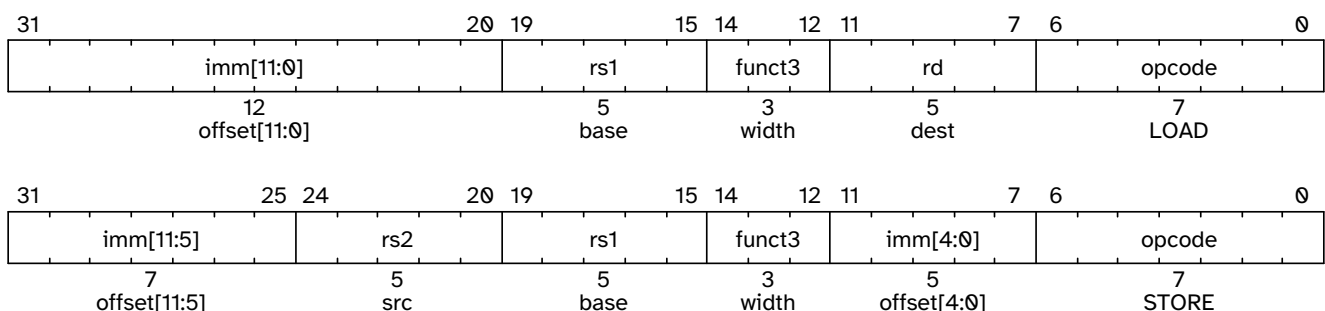 31 20 19 15 14 12 11 7 6 0
imm[11:0] rs1 funct3 rd opcode
12 5 3 5 7
offset[11:0] base width dest LOAD
31 25 24 20 19 15 14 12 11 7 6 0
imm[11:5] rs2 rs1 funct3 imm[4:0] opcode
7 5 5 3 5 7
offset[11:5] src base width offset[4:0] STORE